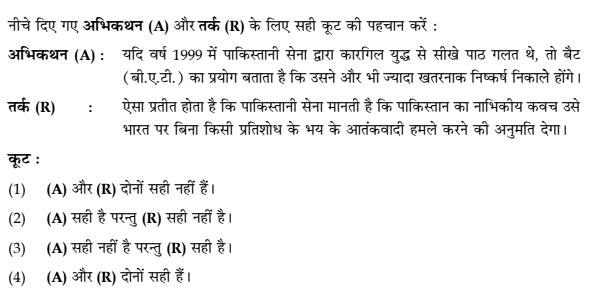 नीचे दिए गए अभिकथन (A) और तर्क (R) के लिए सही कूट की पहचान करें :
अभिकथन (A) : यदि वर्ष 1999 में पाकिस्तानी सेना द्वारा कारगिल युद्ध से सीखे पाठ गलत थे, तो बैट
(बी.ए.टी.) का प्रयोग बताता है कि उसने और भी ज्यादा खतरनाक निष्कर्ष निकाले होंगे।
तर्क (R) : ऐसा प्रतीत होता है कि पाकिस्तानी सेना मानती है कि पाकिस्तान का नाभिकीय कवच उसे
भारत पर बिना किसी प्रतिशोध के भय के आतंकवादी हमले करने की अनुमति देगा।
कूट :
(1) (A) और (R) दोनों सही नहीं हैं।
(2) (A) सही है परन्तु (R) सही नहीं है।
(3) (A) सही नहीं है परन्तु (R) सही है।
(4) (A) और (R) दोनों सही हैं।